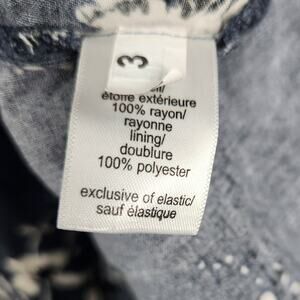 3
étoffe extérieure
100% rayon/
rayonne
lining/
doublure
100% polyester
exclusive of elastic/
sauf élastique